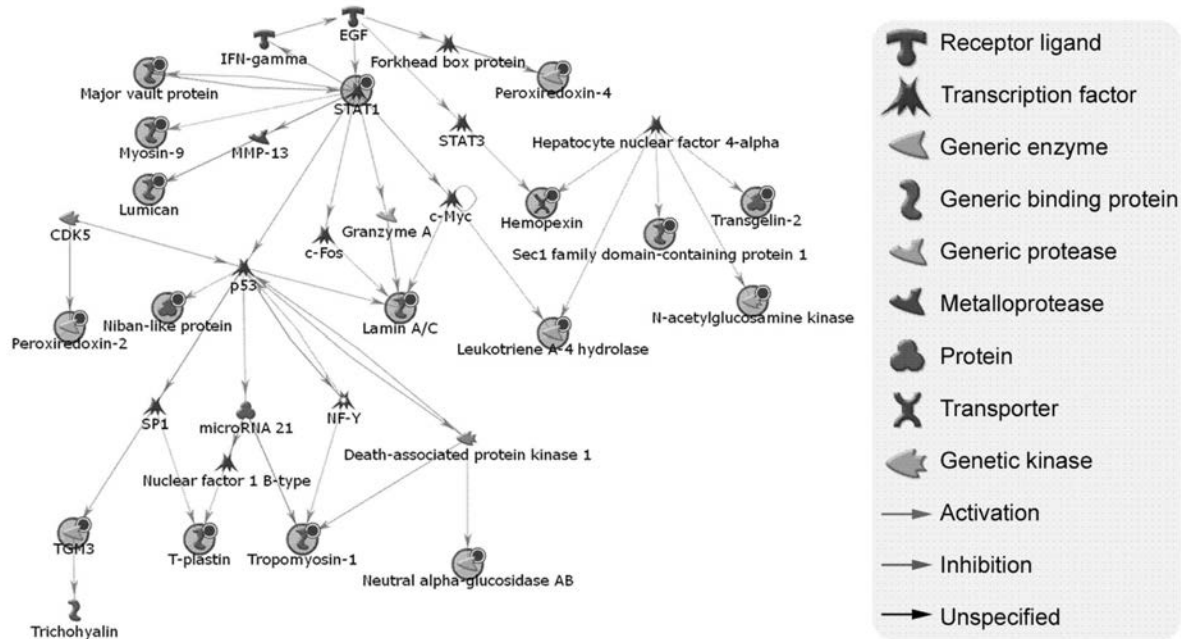 EGF
IFN-gamma
Forkhead box protein
Major vault protein
STAT1
Peroxiredoxin-4
Myosin-9
MMP-13
STAT3
Hepatocyte nuclear factor 4-alpha
Lumican
CDK5
Granzyme A
c-Myc
Hemopexin
Transgelin-2
c-Fos
Sec1 family domain-containing protein 1
p53
Niban-like protein
Lamin A/C
N-acetylglucosamine kinase
Peroxiredoxin-2
Leukotriene A-4 hydrolase
SP1
microRNA 21
NF-Y
Death-associated protein kinase 1
Nuclear factor 1 B-type
TGM3
T-plastin
Tropomyosin-1
Neutral alpha-glucosidase AB
Trichohyalin
Receptor ligand
Transcription factor
Generic enzyme
Generic binding protein
Generic protease
Metalloprotease
Protein
Transporter
Genetic kinase
Activation
Inhibition
Unspecified